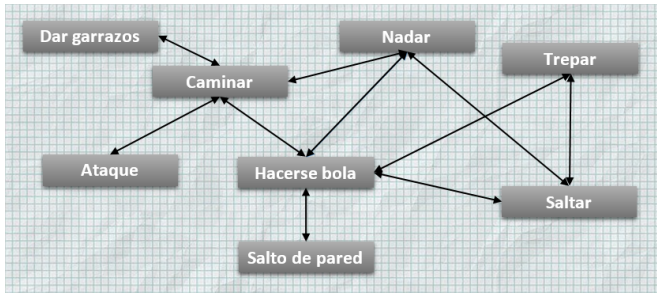 Dar garrazos
Nadar
Trepar
Caminar
Ataque
Hacerse bola
Saltar
Salto de pared